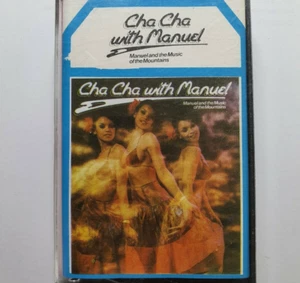 Cha Cha
with Manuel
Manuel and the Music
of the Mountains
Cha Cha with Manuel
Manuel and the Music
of the Mountains